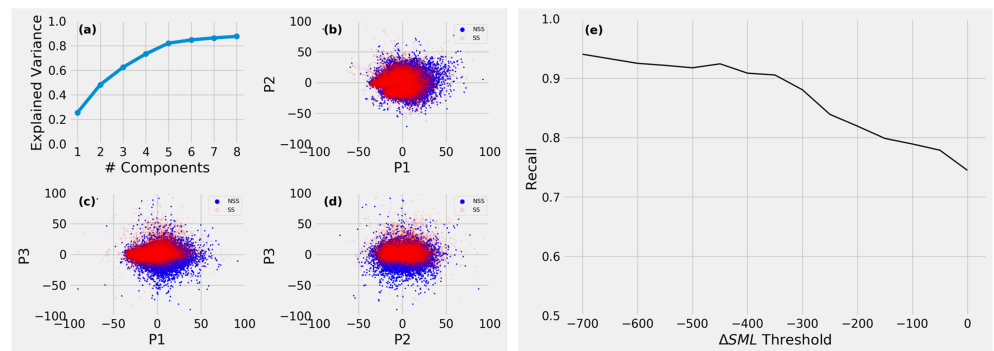 (a)
Explained Variance
1.0
0.8
0.6
0.4
0.2
0.0
1 2 3 4 5 6 7 8
# Components
(b)
NSS
SS
P2
100
50
0
−50
−100
−100 −50 0 50 100
P1
(c)
NSS
SS
P3
100
50
0
−50
−100
−100 −50 0 50 100
P1
(d)
NSS
SS
P3
100
50
0
−50
−100
−100 −50 0 50 100
P2
(e)
Recall
1.0
0.9
0.8
0.7
0.6
0.5
−700 −600 −500 −400 −300 −200 −100 0
ΔSML Threshold